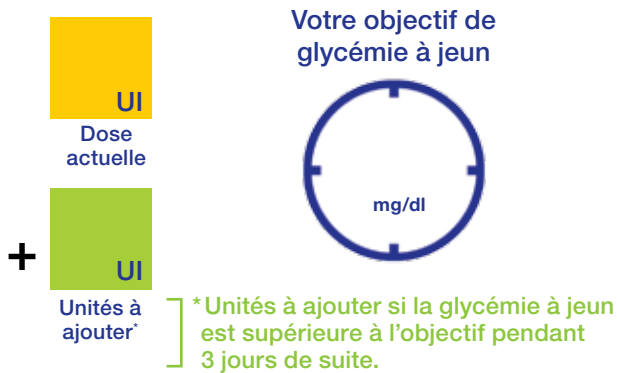 Votre objectif de
glycémie à jeun
UI
Dose
actuelle
mg/dl
+
UI
Unités à
ajouter*
*Unités à ajouter si la glycémie à jeun
est supérieure à l’objectif pendant
3 jours de suite.